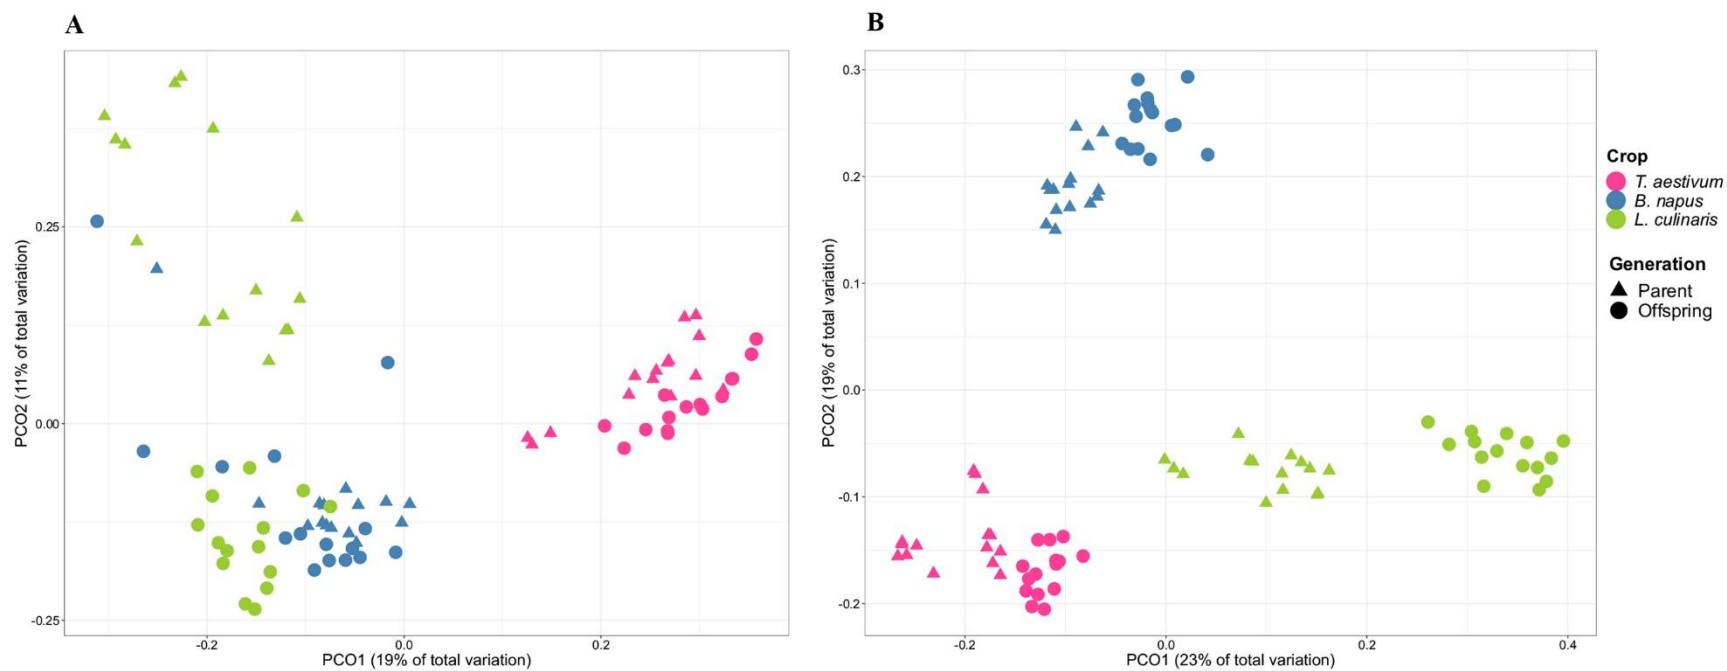 A
PCO2 (11% of total variation)
0.25
0.00
-0.25
-0.2
0.0
0.2
PCO1 (19% of total variation)
B
PCO2 (19% of total variation)
0.3
0.2
0.1
0.0
-0.1
-0.2
-0.2
0.0
0.2
0.4
PCO1 (23% of total variation)
Crop
T. aestivum
B. napus
L. culinaris
Generation
Parent
Offspring